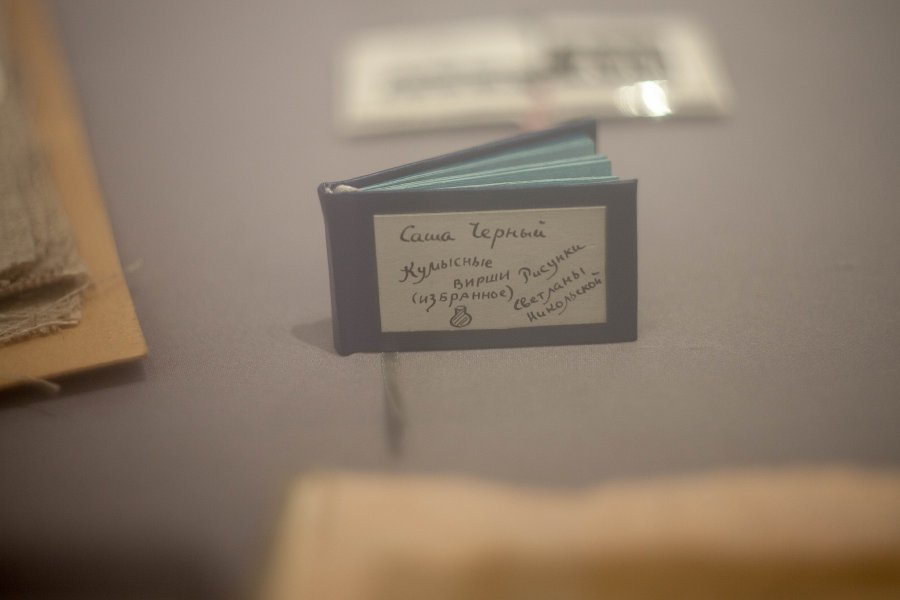 Саша Черный
Кумысные
вирши
(избранное)
Рисунки
Светланы
Никольской